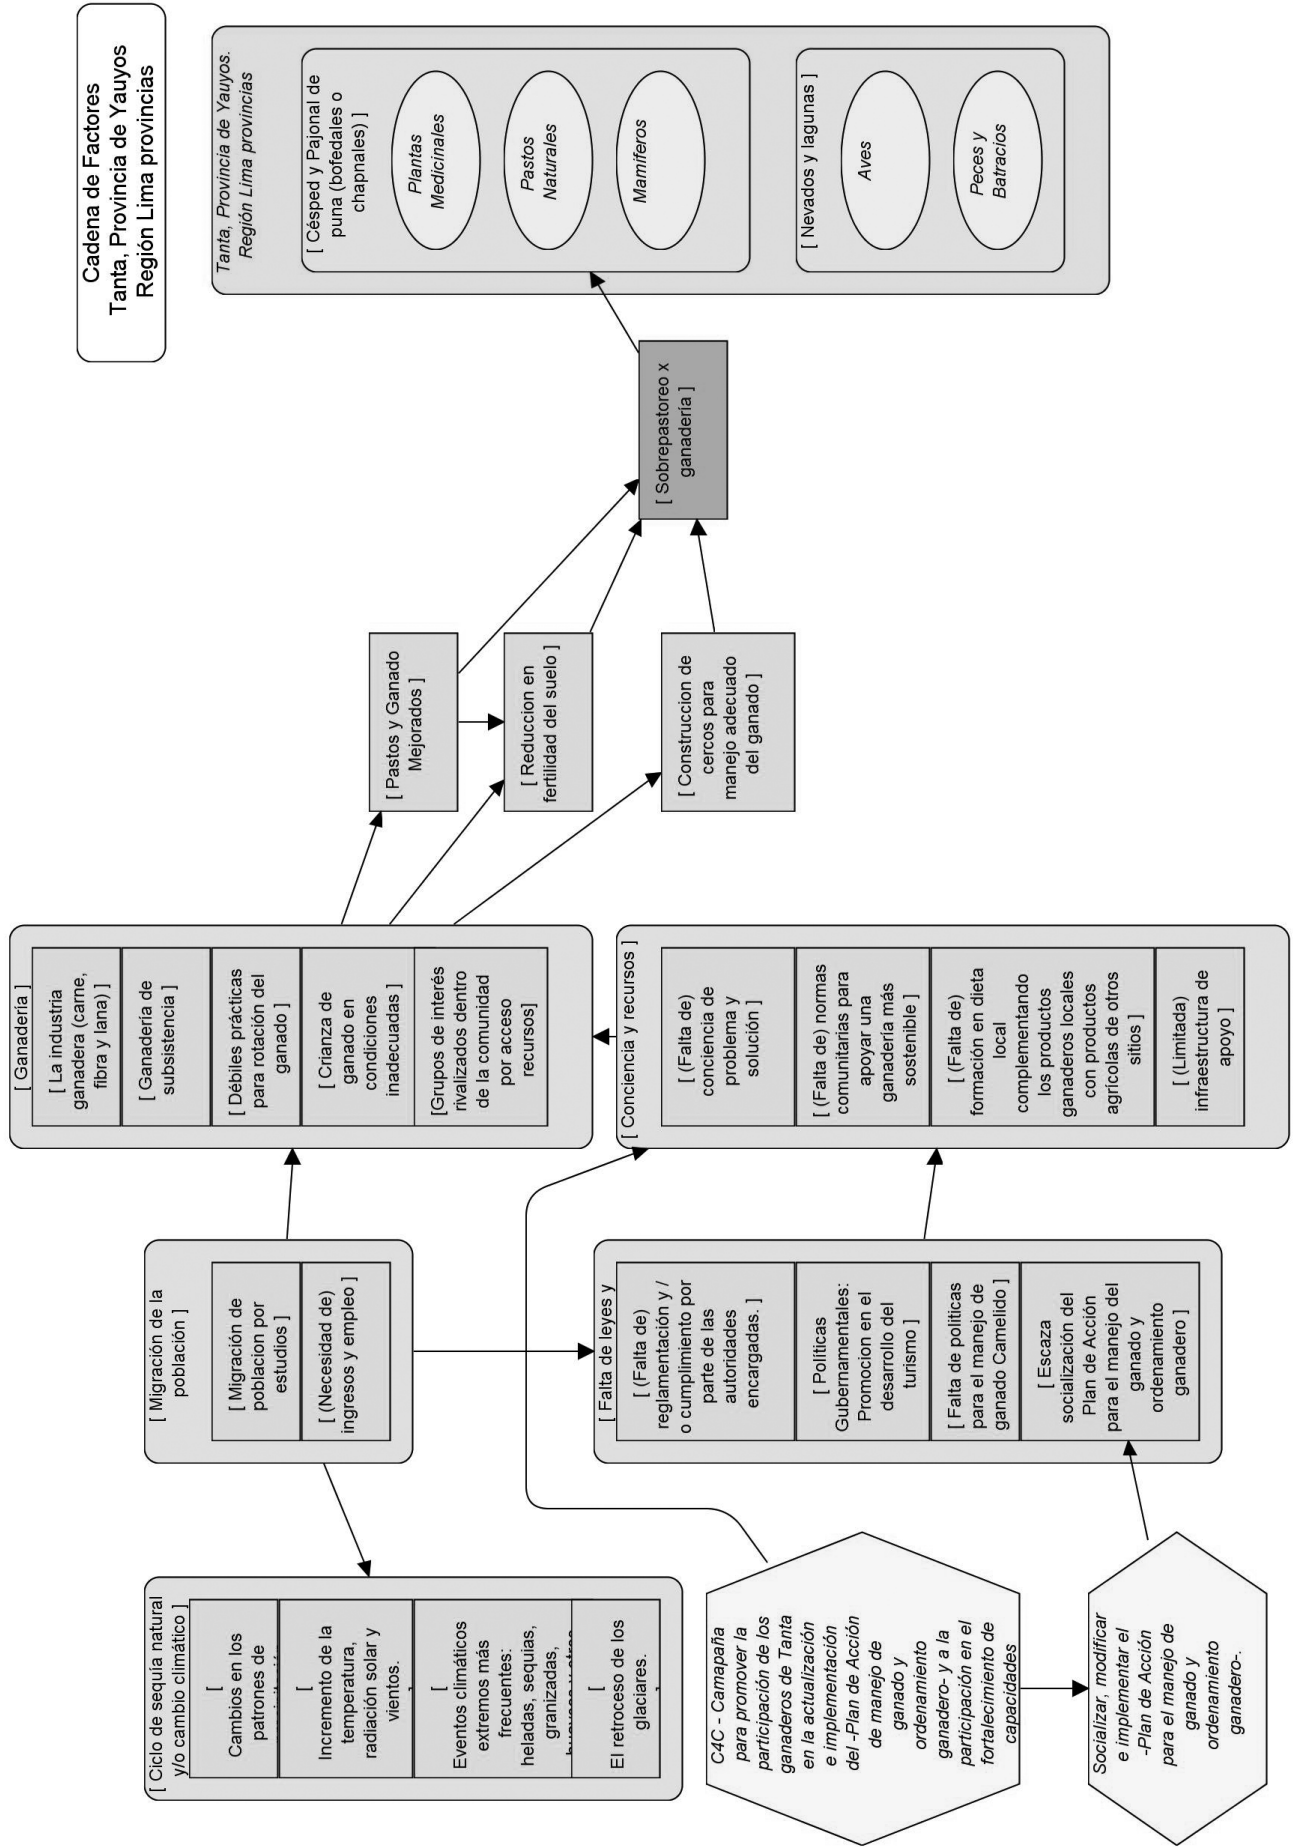 Cadena de Factores
Tanta, Provincia de Yauyos
Región Lima provincias
[ Ciclo de sequía natural
y/o cambio climático ]
[
Cambios en los
patrones de
[
Incremento de la
temperatura,
radiación solar y
vientos.
[
Eventos climáticos
extremos más
frecuentes:
heladas, sequias,
granizadas,
[
El retroceso de los
glaciares.
C4C - Camapaña
para promover la
participación de los
ganaderos de Tanta
en la actualización
e implementación
del -Plan de Acción
de manejo de
ganado y
ordenamiento
ganadero- y a la
participación en el
fortalecimiento de
capacidades
Socializar, modificar
e implementar el
-Plan de Acción
para el manejo de
ganado y
ordenamiento
ganadero-.
[ Migración de la
población ]
[ Migración de
poblacion por
estudios ]
[ (Necesidad de)
ingresos y empleo ]
[ Falta de leyes y
[ (Falta de)
reglamentación y /
o cumplimiento por
parte de las
autoridades
encargadas. ]
[ Políticas
Gubernamentales:
Promocion en el
desarrollo del
turismo ]
[ Falta de politicas
para el manejo de
ganado Camelido ]
[ Escaza
socialización del
Plan de Acción
para el manejo del
ganado y
ordenamiento
ganadero ]
[ Ganadería ]
[ La industria
ganadera (carne,
fibra y lana) ]
[ Ganadería de
subsistencia ]
[ Débiles prácticas
para rotación del
ganado ]
[ Crianza de
ganado en
condiciones
inadecuadas ]
[Grupos de interés
rivalizados dentro
de la comunidad
por acceso
recursos]
[ Conciencia y recursos ]
[ (Falta de)
conciencia de
problema y
solución ]
[ (Falta de) normas
comunitarias para
apoyar una
ganadería más
sostenible ]
[ (Falta de)
formación en dieta
local
complementando
los productos
ganaderos locales
con productos
agricolas de otros
sitios ]
[ (Limitada)
infraestructura de
apoyo ]
[ Pastos y Ganado
Mejorados ]
[ Reduccion en
fertilidad del suelo ]
[ Construccion de
cercos para
manejo adecuado
del ganado ]
[ Sobrepastoreo x
ganadería ]
Tanta, Provincia de Yauyos.
Región Lima provincias
[ Césped y Pajonal de
puna (bofedales o
chapnales) ]
Plantas
Medicinales
Pastos
Naturales
Mamíferos
[ Nevados y lagunas ]
Aves
Peces y
Batracios